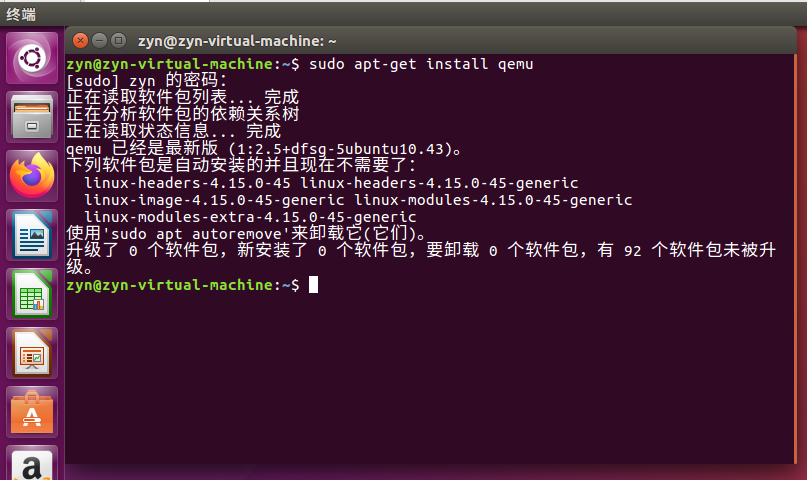 终端
zyn@zyn-virtual-machine: ~
zyn@zyn-virtual-machine:~$ sudo apt-get install qemu
[sudo] zyn 的密码：
正在读取软件包列表... 完成
正在分析软件包的依赖关系树
正在读取状态信息... 完成
qemu 已经是最新版 (1:2.5+dfsg-5ubuntu10.43)。
下列软件包是自动安装的并且现在不需要了：
  linux-headers-4.15.0-45 linux-headers-4.15.0-45-generic
  linux-image-4.15.0-45-generic linux-modules-4.15.0-45-generic
  linux-modules-extra-4.15.0-45-generic
使用'sudo apt autoremove'来卸载它(它们)。
升级了 0 个软件包，新安装了 0 个软件包，要卸载 0 个软件包，有 92 个软件包未被升
级。
zyn@zyn-virtual-machine:~$